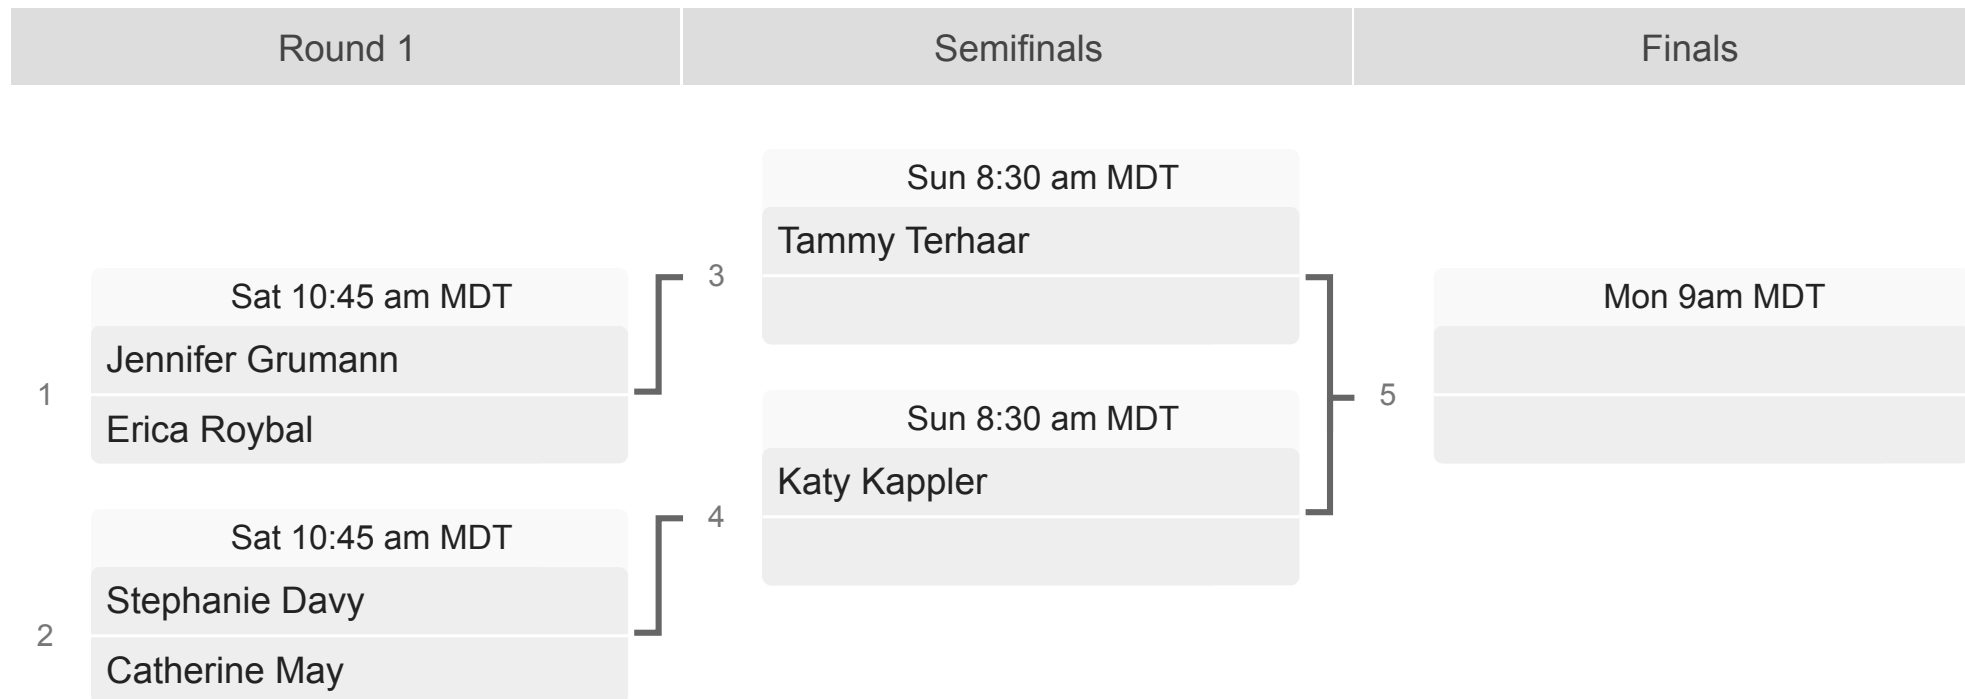 Round 1
Semifinals
Finals
Sat 10:45 am MDT
1
Jennifer Grumann
Erica Roybal
Sat 10:45 am MDT
2
Stephanie Davy
Catherine May
Sun 8:30 am MDT
3
Tammy Terhaar
Sun 8:30 am MDT
4
Katy Kappler
Mon 9am MDT
5